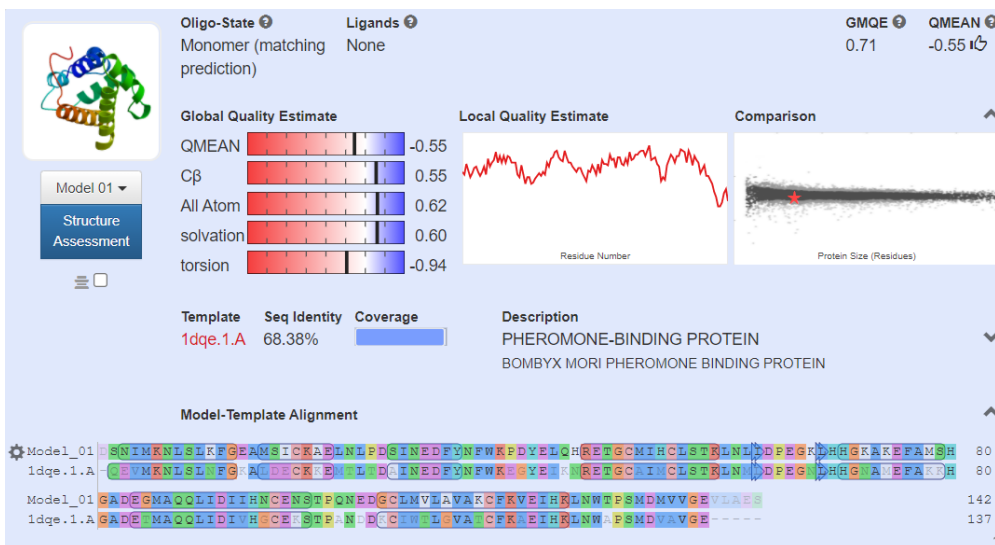 Oligo-State Ligands GMQE QMEAN
Monomer (matching prediction) None 0.71 -0.55
Global Quality Estimate Local Quality Estimate Comparison
QMEAN -0.55
Cβ 0.55
All Atom 0.62
solvation 0.60
torsion -0.94
Residue Number
Protein Size (Residues)
Model 01
Structure
Assessment
Template Seq Identity Coverage Description
1dqe.1.A 68.38% PHEROMONE-BINDING PROTEIN
BOMBYX MORI PHEROMONE BINDING PROTEIN
Model-Template Alignment
Model_01 DSNIMKNLSLKFGEAMSICKAELNLPDSINEDFYNFWKPDYELQHRETGCMIHCLSTKLNLIDPEGKLHHGKAKEFAMSH 80
1dqe.1.A -QEVMKNLSLNFGKALDECKKEMTLTDAINEDFYNFWKEGYEIKNRETGCAIMCLSTKLNMLDPEGNLHHGNAMEFAKKH 80
Model_01 GADEGMAQQLIDIIHNCENSTPQNEDGCLMVLAVAKCFKVEIHKLNWTPSMDMVVGEVLAES 142
1dqe.1.A GADETMAQQLIDIVHGCEKSTPANDDKCIWTLGVATCFKAEIHKLNWAPSMDVAVGE----- 137